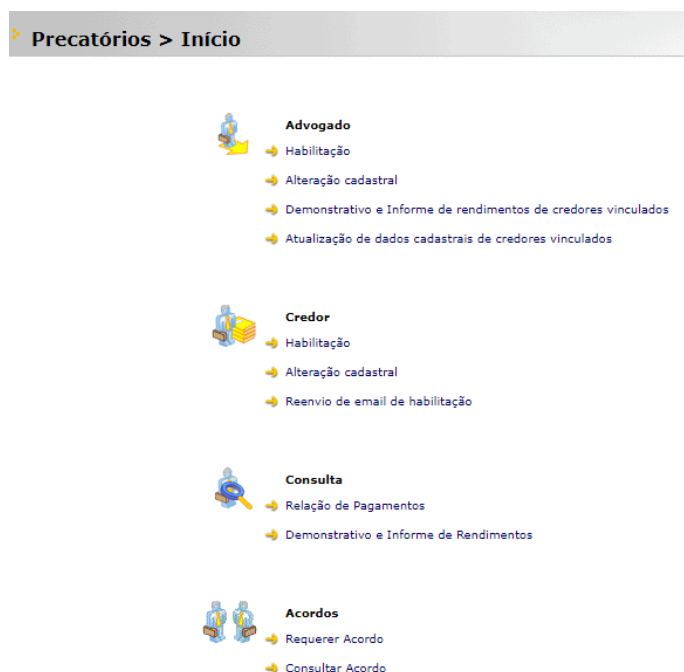 Precatórios > Início
Advogado
Habilitação
Alteração cadastral
Demonstrativo e Informe de rendimentos de credores vinculados
Atualização de dados cadastrais de credores vinculados
Credor
Habilitação
Alteração cadastral
Reenvio de email de habilitação
Consulta
Relação de Pagamentos
Demonstrativo e Informe de Rendimentos
Acordos
Requerer Acordo
Consultar Acordo